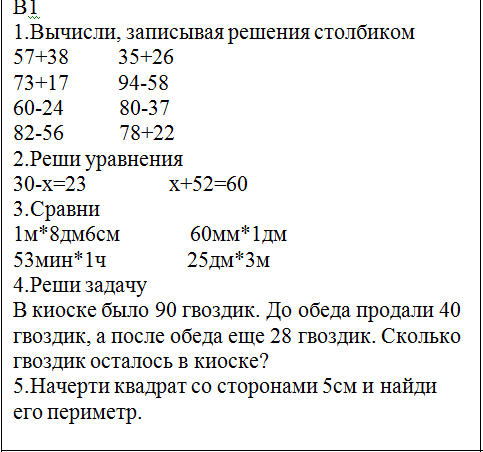 В1
1.Вычисли, записывая решения столбиком
57+38 35+26
73+17 94-58
60-24 80-37
82-56 78+22
2.Реши уравнения
30-х=23 х+52=60
3.Сравни
1м*8дм6см 60мм*1дм
53мин*1ч 25дм*3м
4.Реши задачу
В киоске было 90 гвоздик. До обеда продали 40
гвоздик, а после обеда еще 28 гвоздик. Сколько
гвоздик осталось в киоске?
5.Начерти квадрат со сторонами 5см и найди
его периметр.